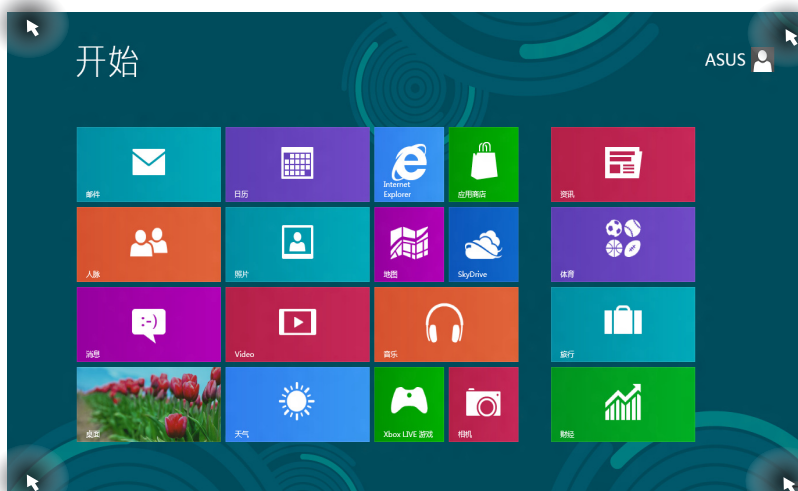 开始
ASUS
邮件
日历
Internet
Explorer
应用商店
资讯
人脉
照片
地图
SkyDrive
体育
消息
Video
音乐
旅行
桌面
天气
Xbox LIVE 游戏
相机
财经